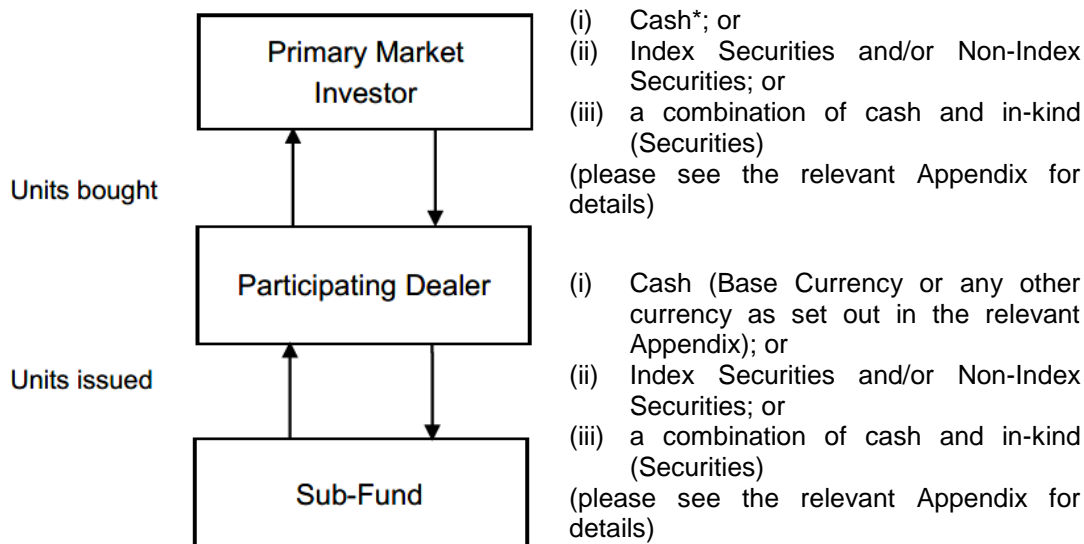 Primary Market
Investor
(i) Cash*; or
(ii) Index Securities and/or Non-Index
Securities; or
(iii) a combination of cash and in-kind
(Securities)
(please see the relevant Appendix for
details)
Units bought
Participating Dealer
(i) Cash (Base Currency or any other
currency as set out in the relevant
Appendix); or
(ii) Index Securities and/or Non-Index
Securities; or
(iii) a combination of cash and in-kind
(Securities)
(please see the relevant Appendix for
details)
Units issued
Sub-Fund